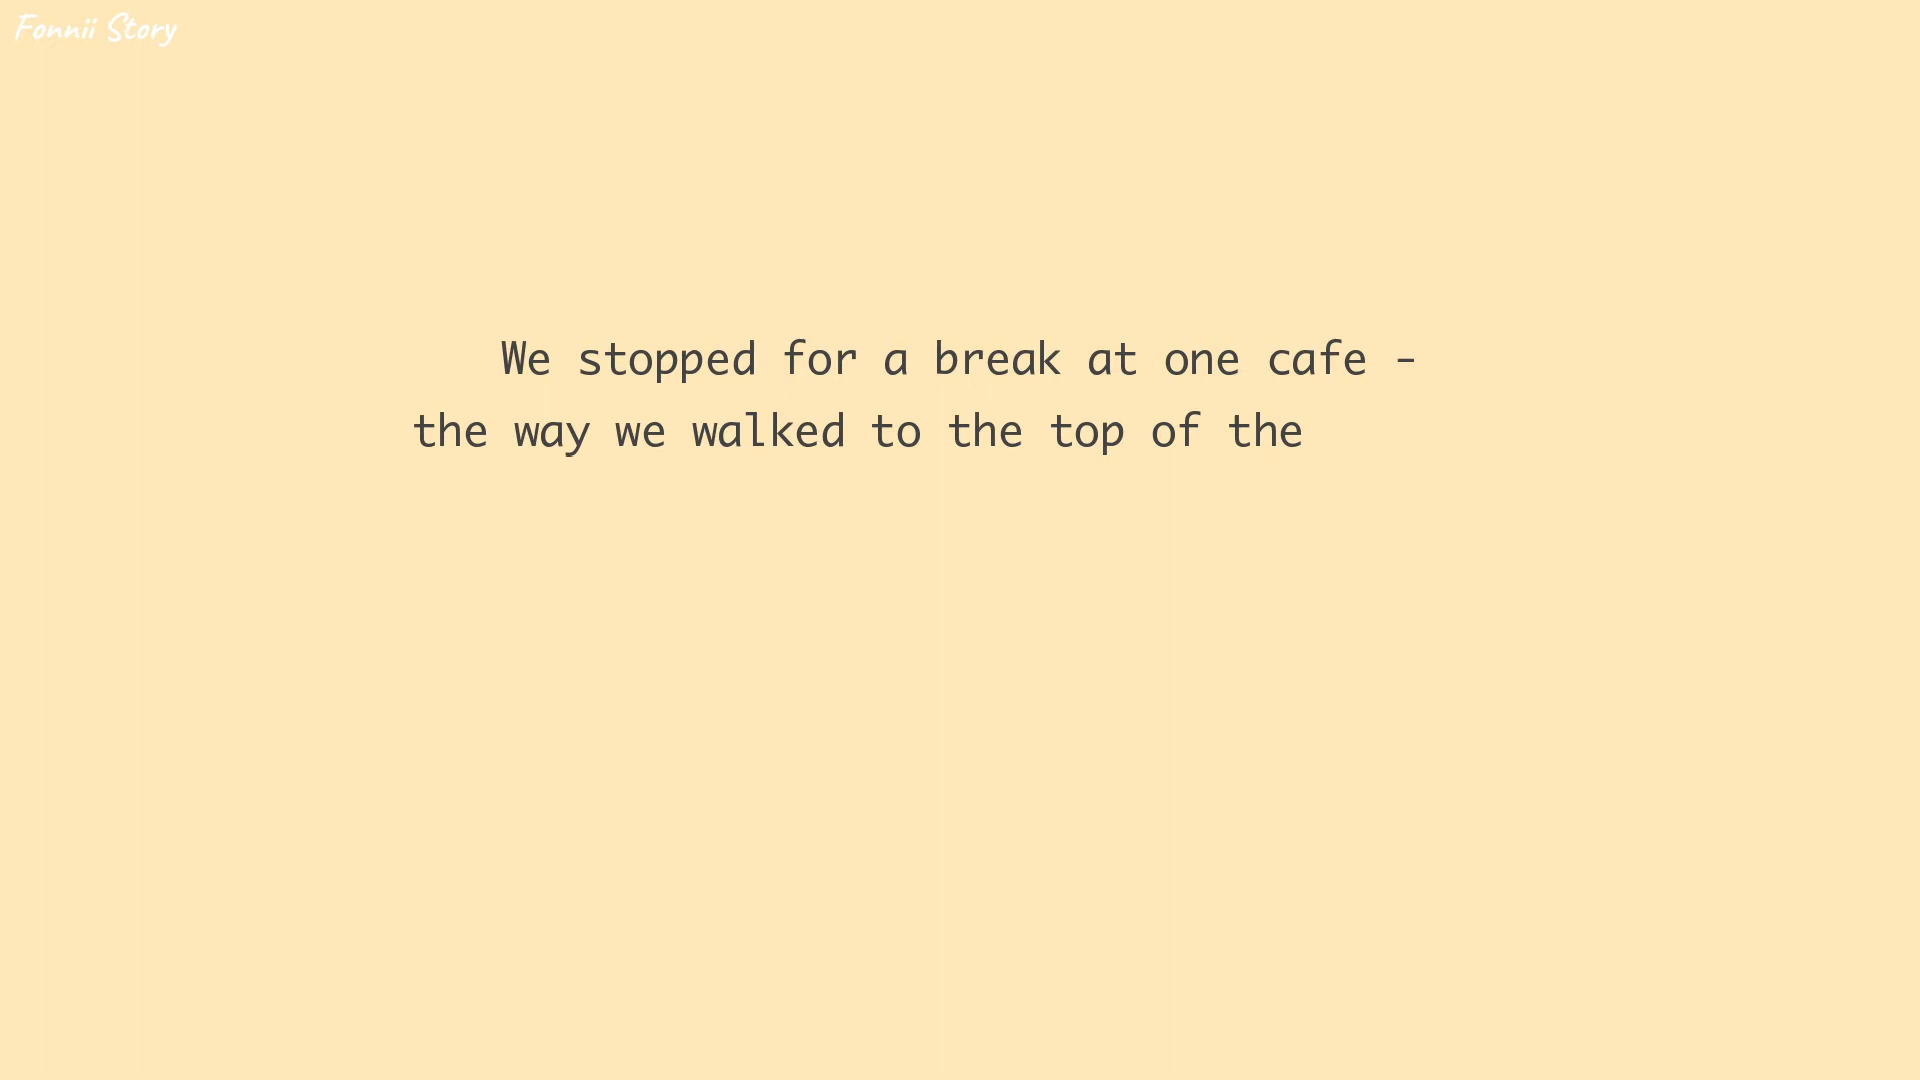 Fonnii Story
We stopped for a break at one cafe -
the way we walked to the top of the